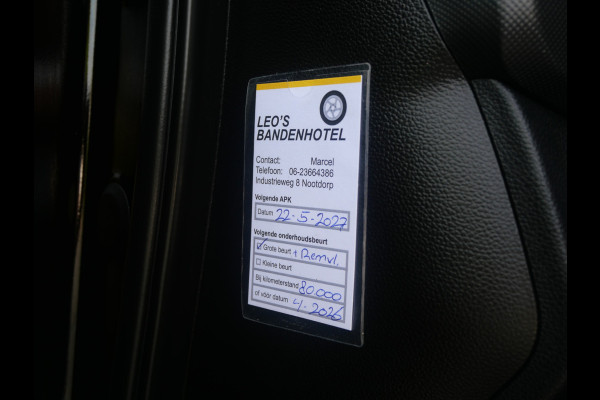 LEO'S
BANDENHOTEL
Contact: Marcel
Telefoon: 06-23664386
Industrieweg 8 Nootdorp
Volgende APK
Datum 22-5-2027
Volgende onderhoudsbeurt
Grote beurt + Remvl.
Kleine beurt
Bij kilometerstand 80.000
of vóór datum 4-2026